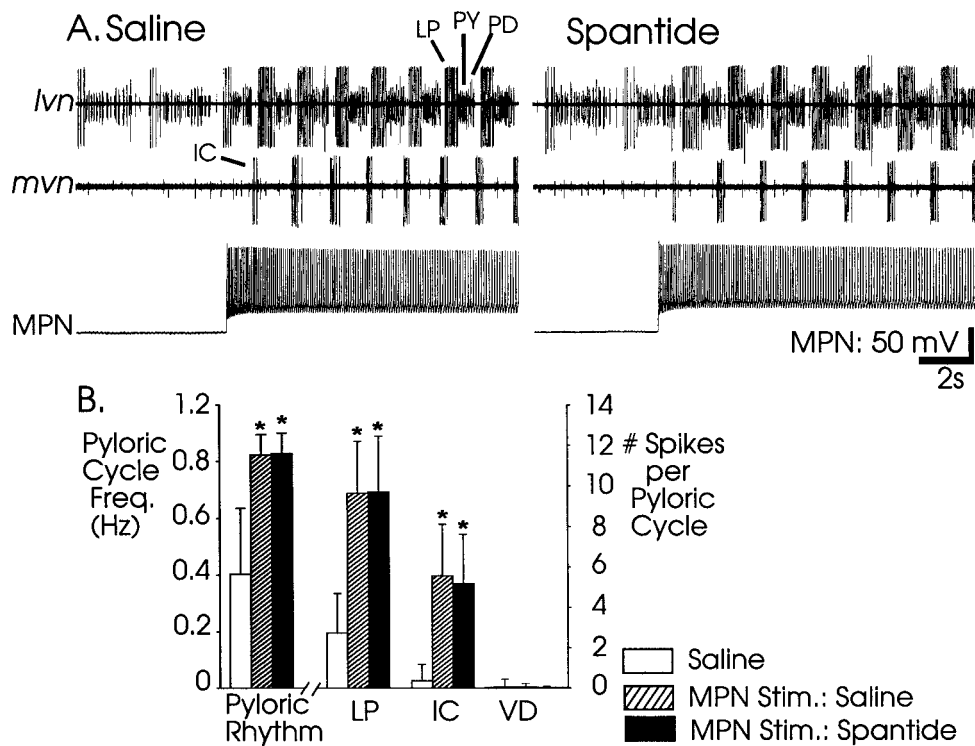 A. Saline
Spantide
LP
PY
PD
lvn
IC
mvn
MPN
MPN: 50 mV
2s
B.
Pyloric
Cycle
Freq.
(Hz)
1.2
0.8
0.6
0.4
0.2
0
* *
* *
* *
14
12
10
8
6
4
2
0
# Spikes
per
Pyloric
Cycle
Pyloric
Rhythm
LP
IC
VD
Saline
MPN Stim.: Saline
MPN Stim.: Spantide